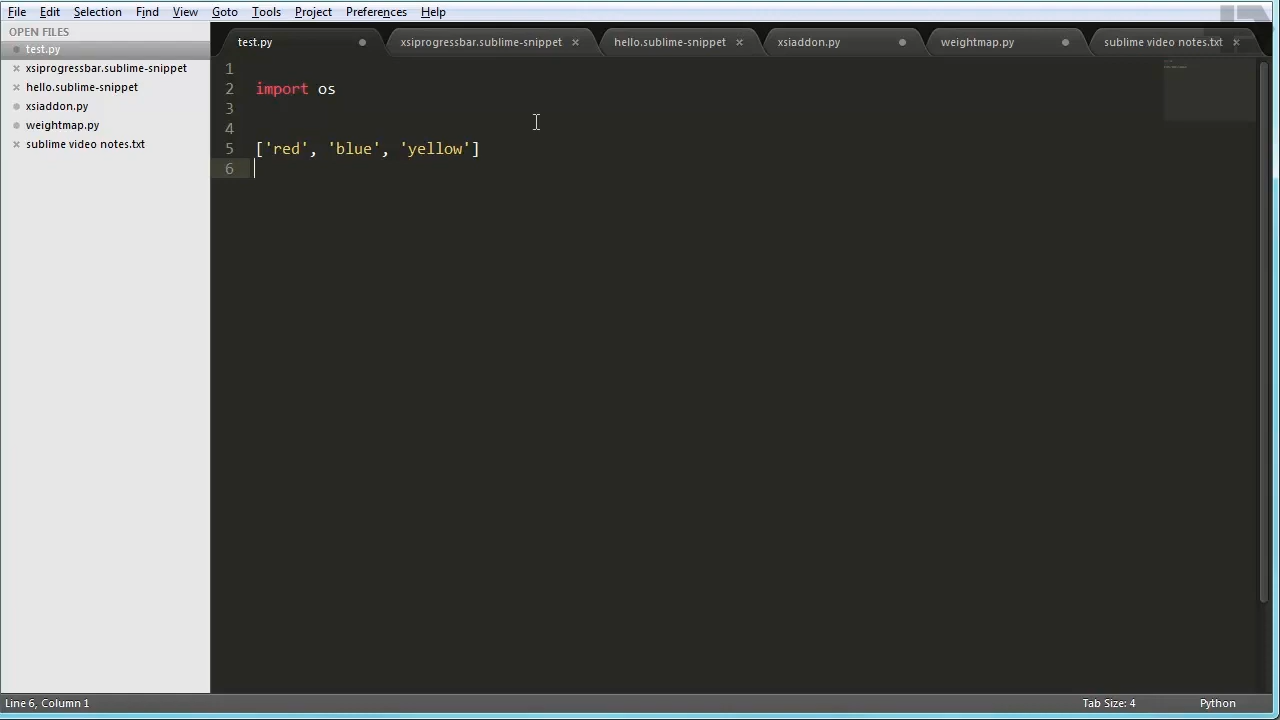 File Edit Selection Find View Goto Tools Project Preferences Help
OPEN FILES
test.py
xsiprogressbar.sublime-snippet
hello.sublime-snippet
xsiaddon.py
weightmap.py
sublime video notes.txt
test.py xsiprogressbar.sublime-snippet hello.sublime-snippet xsiaddon.py weightmap.py sublime video notes.txt
1
2 import os
3
4
5 ['red', 'blue', 'yellow']
6
Line 6, Column 1 Tab Size: 4 Python